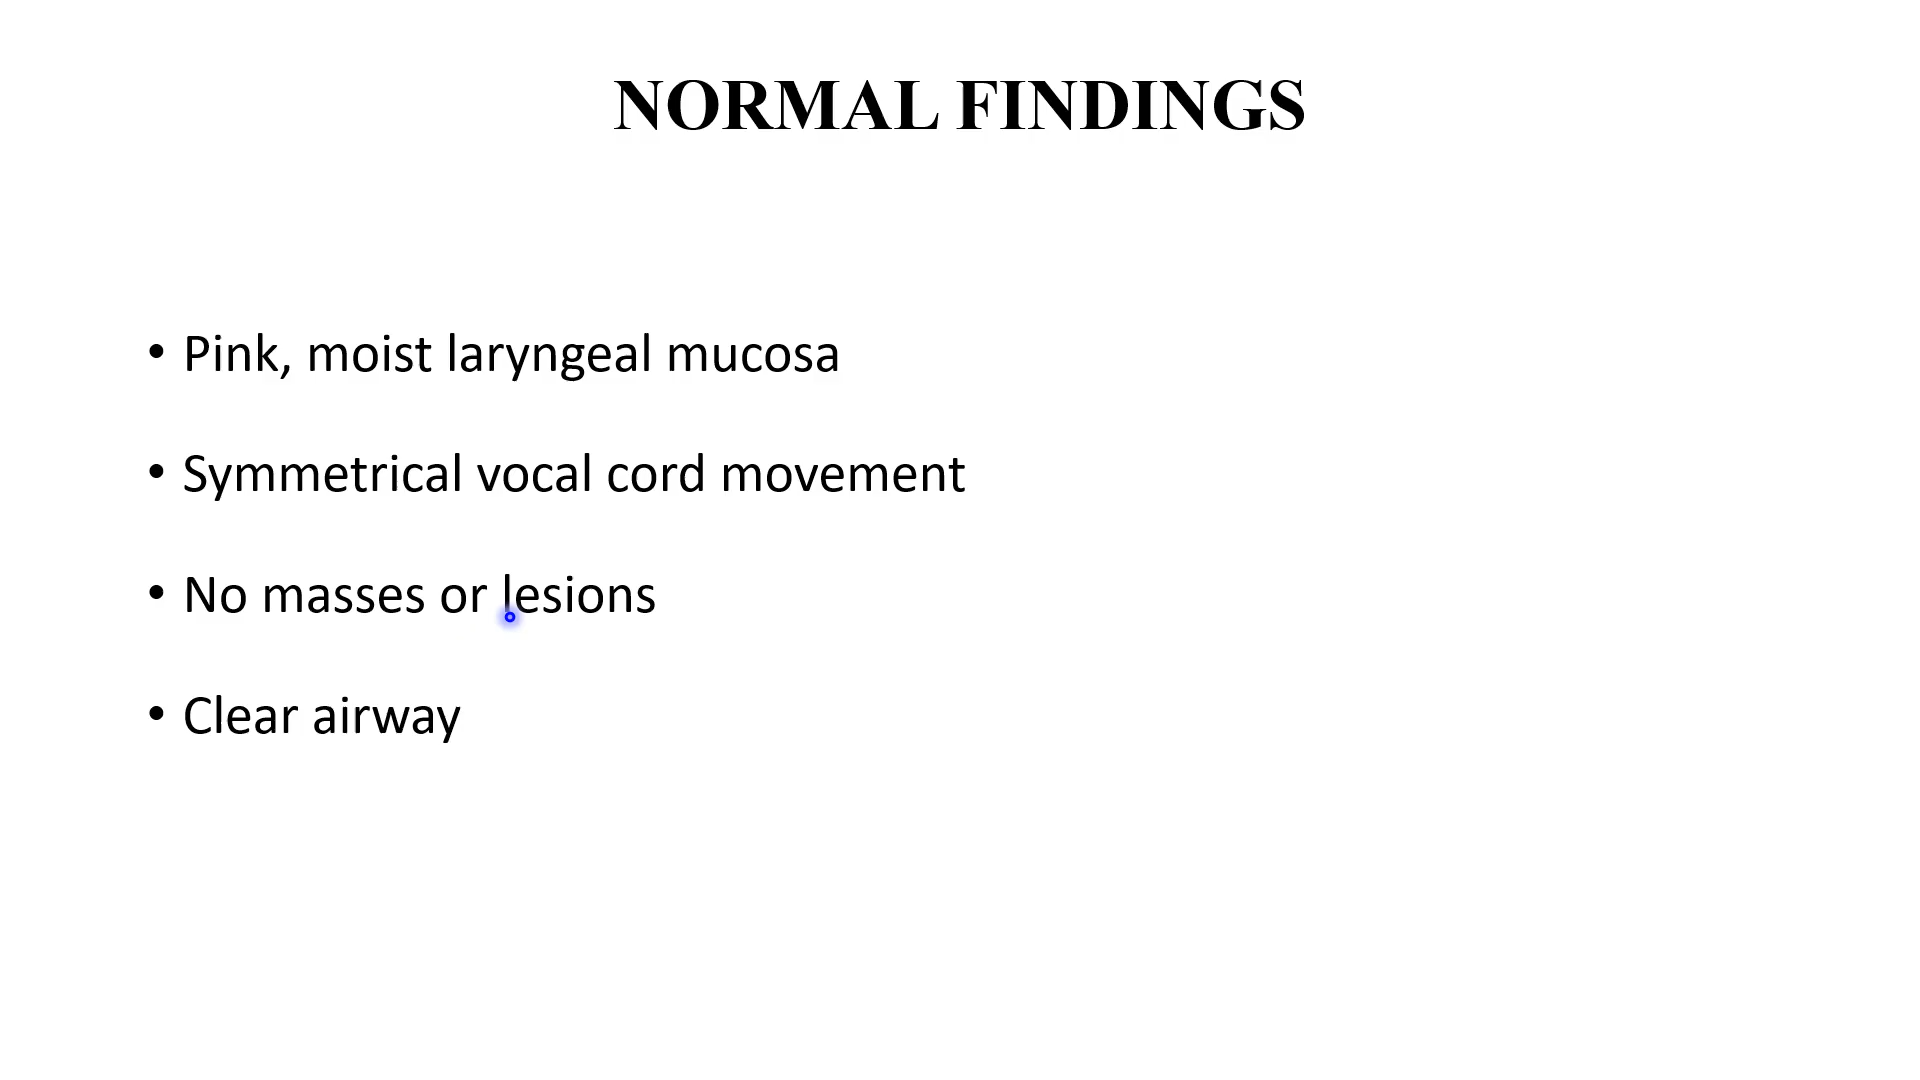 NORMAL FINDINGS
• Pink, moist laryngeal mucosa
• Symmetrical vocal cord movement
• No masses or lesions
• Clear airway